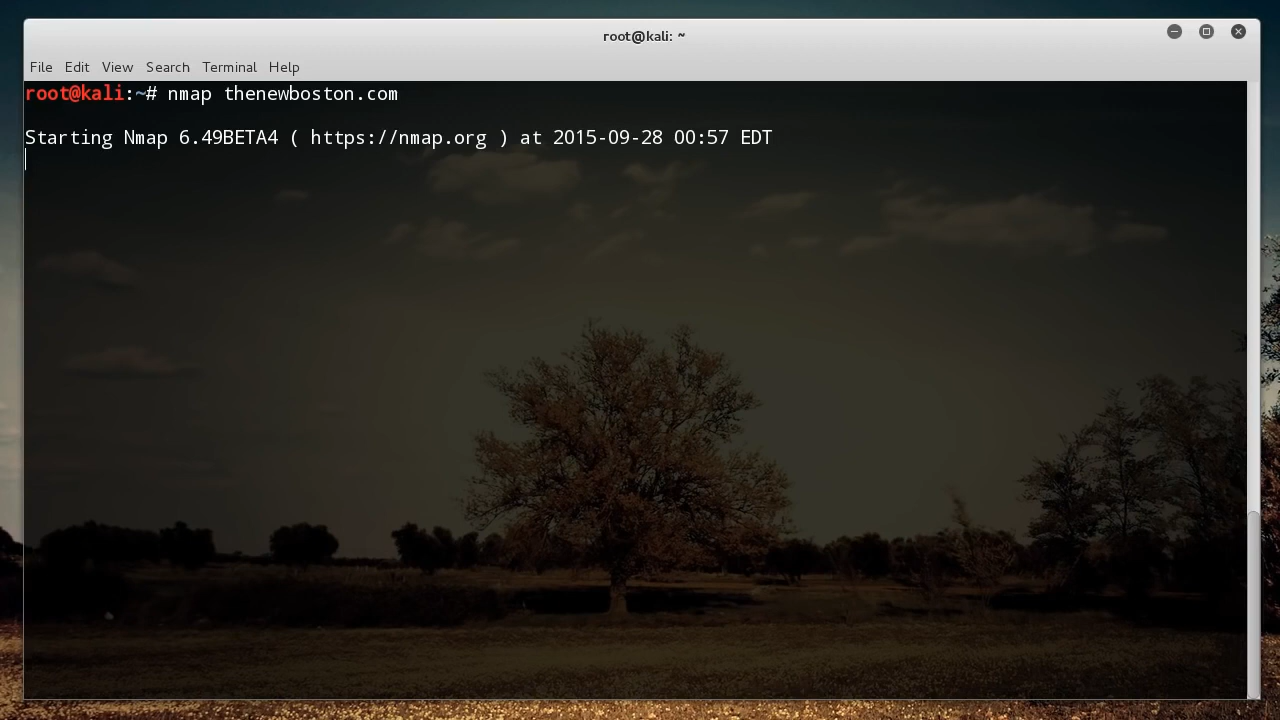 root@kali: ~
File Edit View Search Terminal Help
root@kali:~# nmap thenewboston.com
Starting Nmap 6.49BETA4 ( https://nmap.org ) at 2015-09-28 00:57 EDT